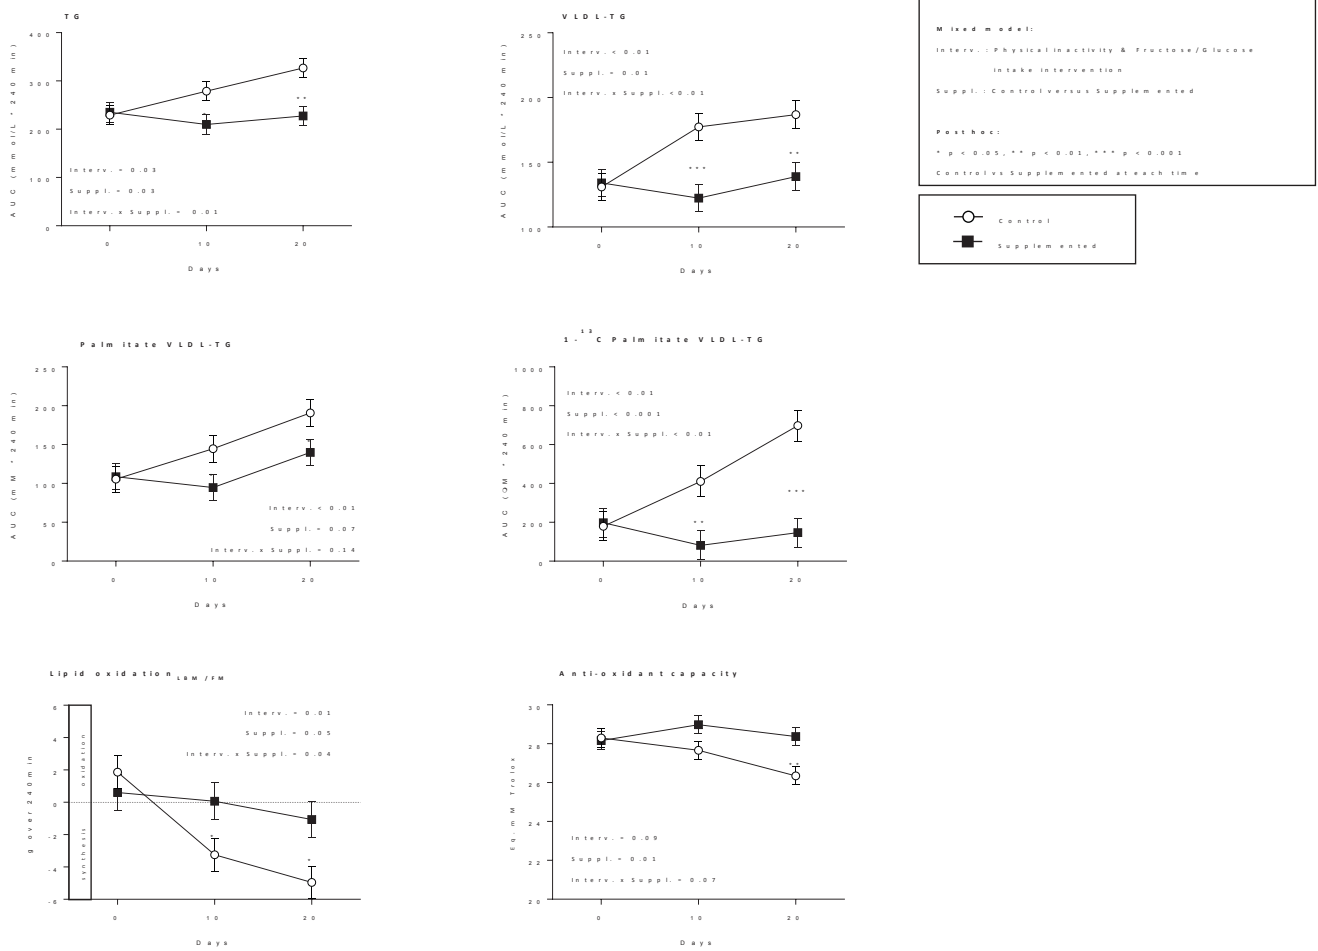 TG
AUC (mmol/L * 240 min)
400
300
200
100
0
**
Interv. = 0.03
Suppl. = 0.03
Interv. x Suppl. = 0.01
0 10 20
Days
VLDL-TG
AUC (mmol/L * 240 min)
250
200
150
100
Interv. < 0.01
Suppl. = 0.01
Interv. x Suppl. <0.01
***
**
0 10 20
Days
Mixed model:
Interv.: Physical inactivity & Fructose/Glucose
intake intervention
Suppl.: Control versus Supplemented
Posthoc:
* p < 0.05, ** p < 0.01, *** p < 0.001
Control vs Supplemented at each time
Control
Supplemented
Palmitate VLDL-TG
AUC (mM * 240 min)
250
200
150
100
50
0
Interv. < 0.01
Suppl. = 0.07
Interv. x Suppl. = 0.14
0 10 20
Days
1-13C Palmitate VLDL-TG
1000
800
600
400
200
0
Interv. < 0.01
Suppl. < 0.001
Interv. x Suppl. < 0.01
**
***
0 10 20
Days
Lipid oxidation LBM/FM
g over 240min
6
4
2
0
-2
-4
-6
oxidation
synthesis
Interv. = 0.01
Suppl. = 0.05
Interv. x Suppl. = 0.04
*
*
0 10 20
Days
Anti-oxidant capacity
Eq. mM Trolox
30
28
26
24
22
20
**
Interv. = 0.09
Suppl. = 0.01
Interv. x Suppl. = 0.07
0 10 20
Days